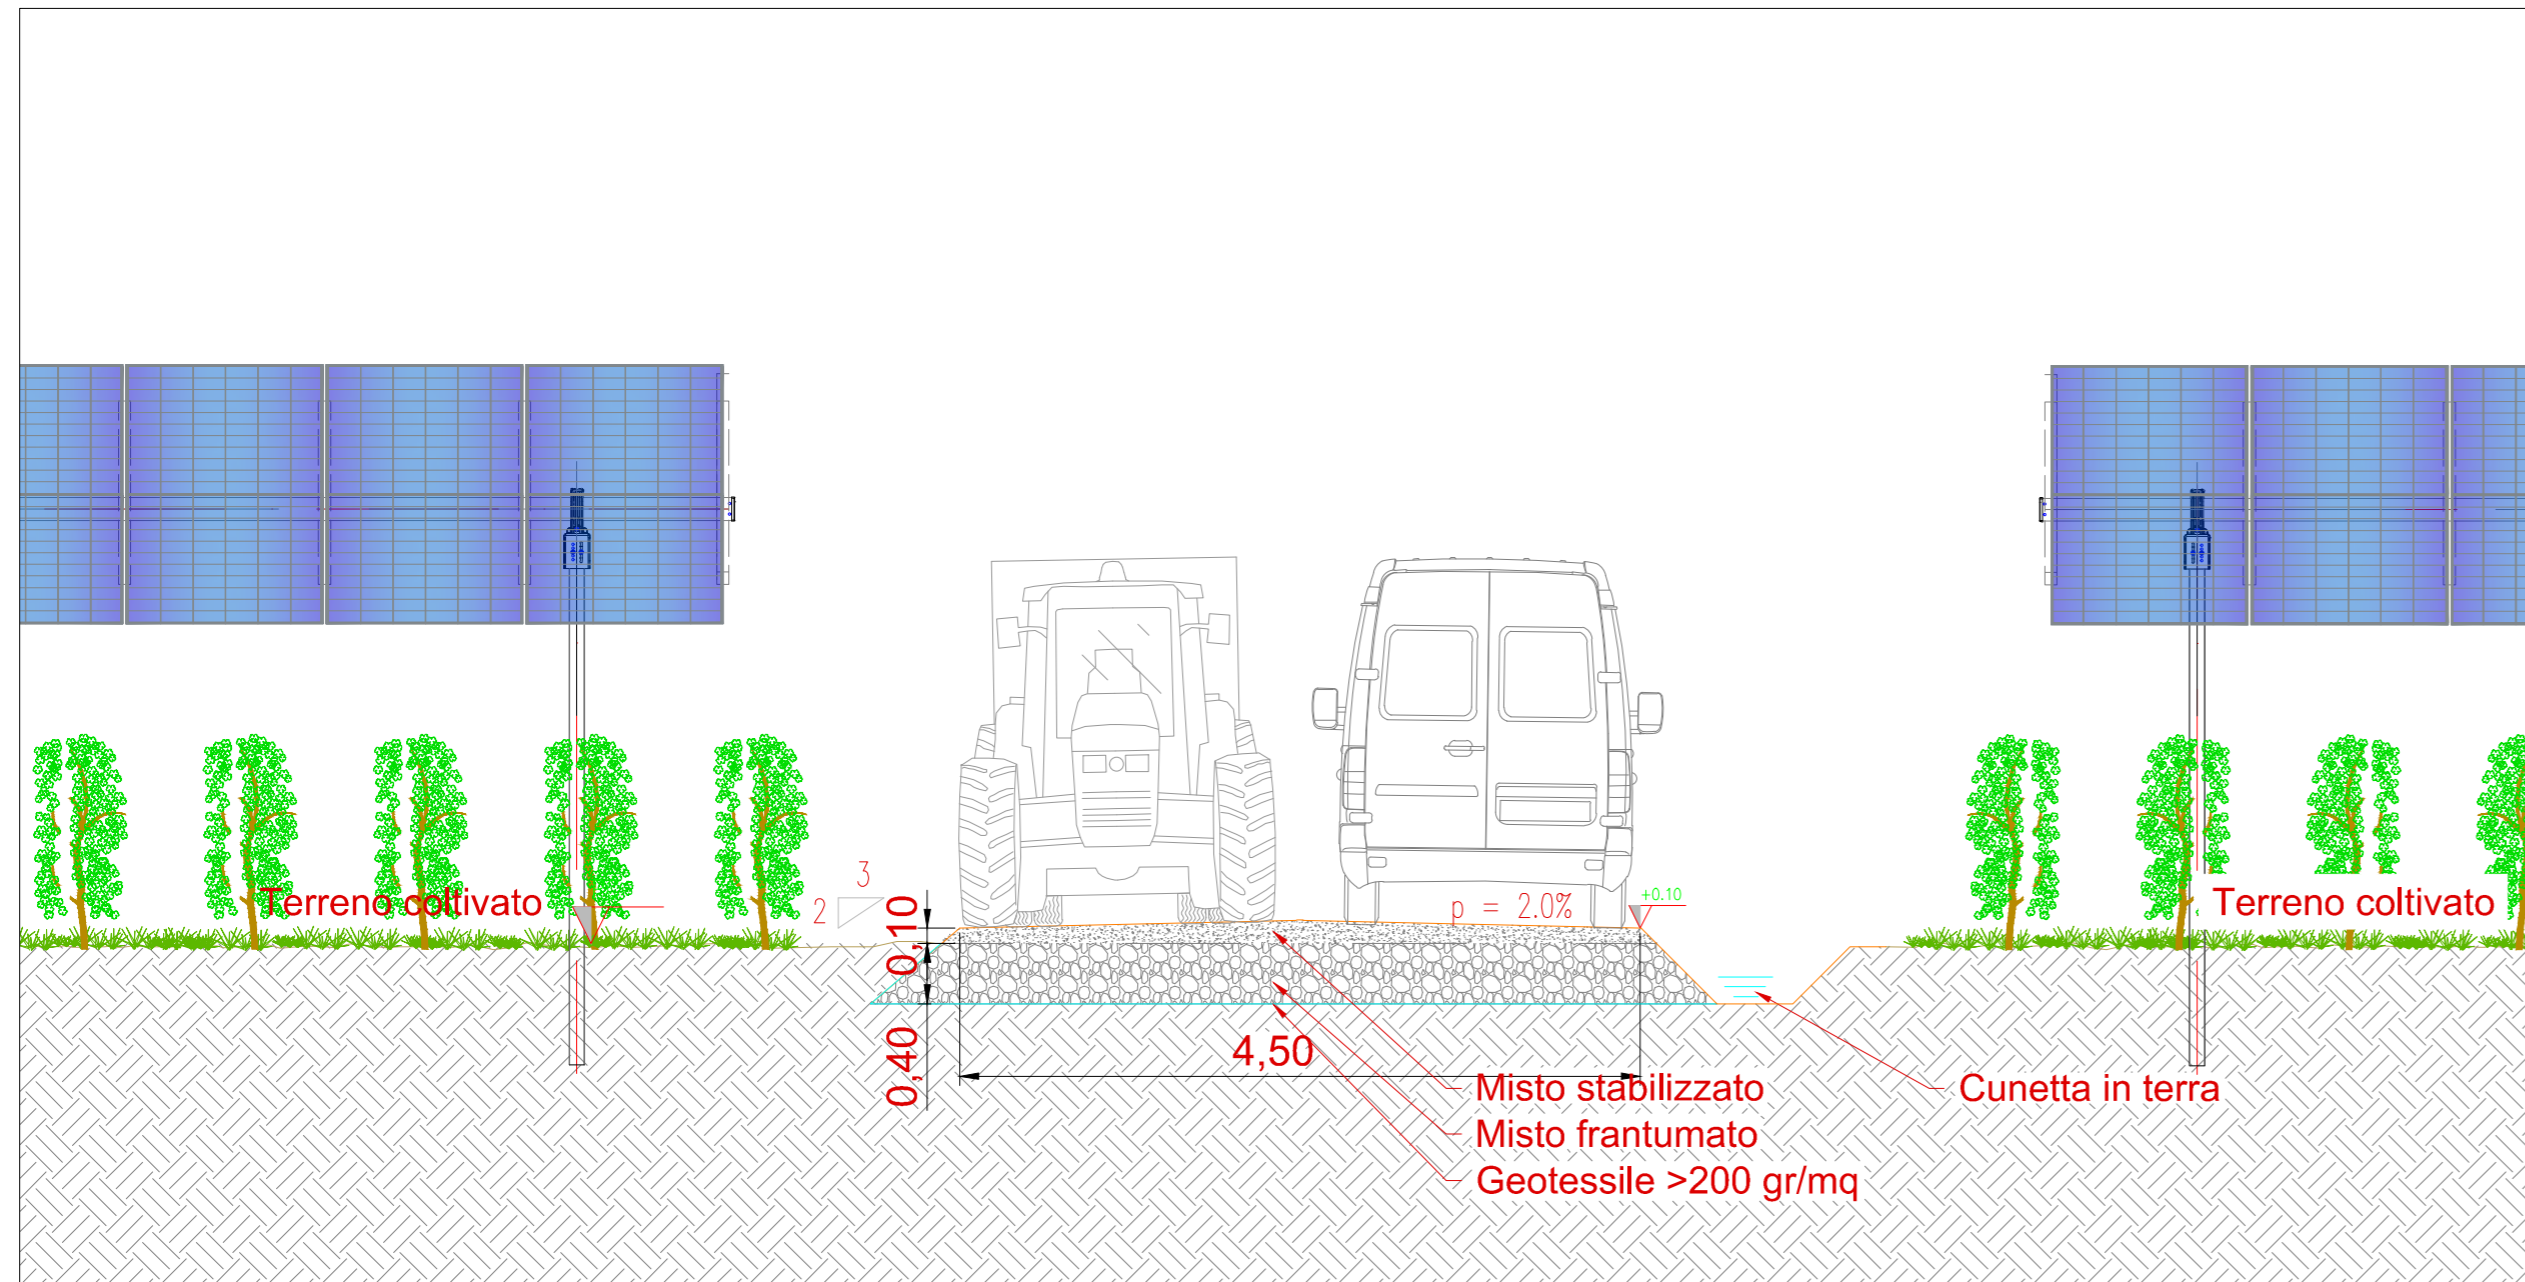 3
2
Terreno coltivato
0,10
p = 2.0%
+0.10
Terreno coltivato
0,40
4,50
Misto stabilizzato
Cunetta in terra
Misto frantumato
Geotessile >200 gr/mq